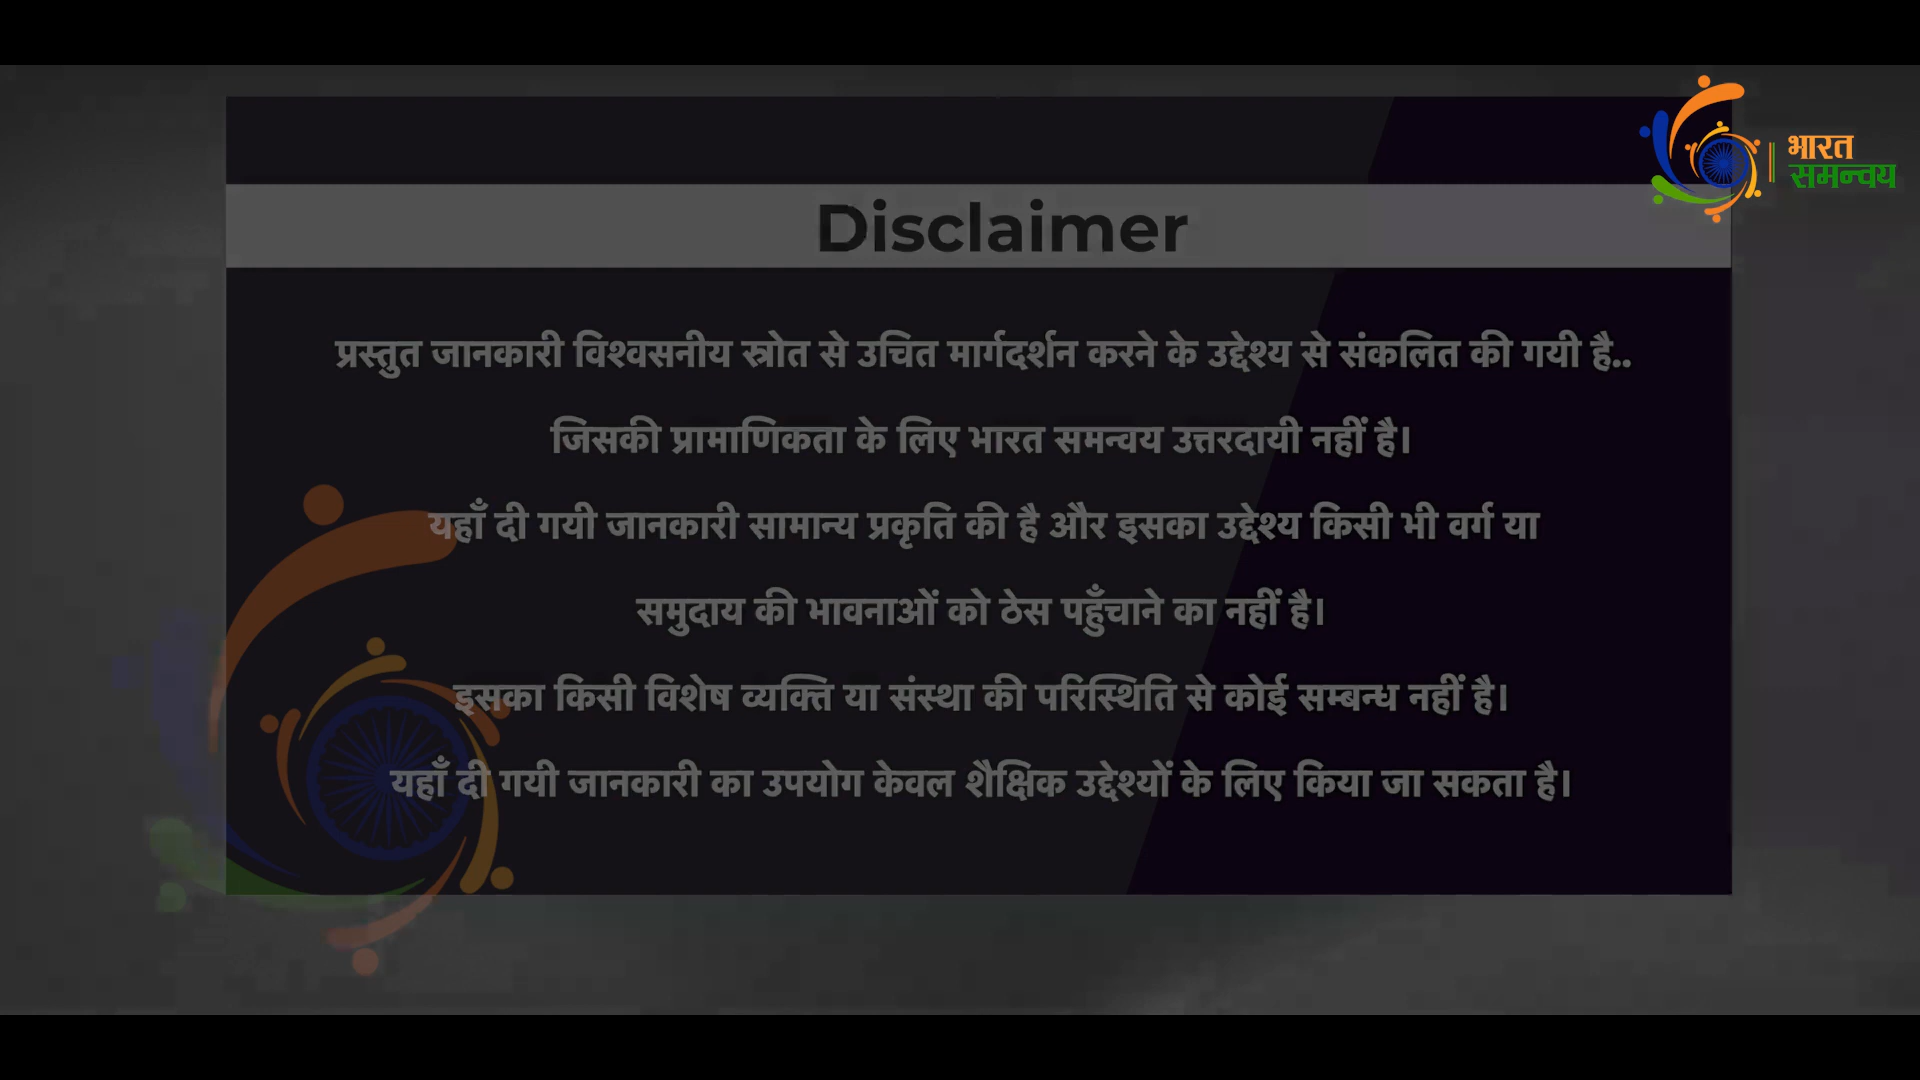 भारत
समन्वय
Disclaimer
प्रस्तुत जानकारी विश्वसनीय स्रोत से उचित मार्गदर्शन करने के उद्देश्य से संकलित की गयी है..
जिसकी प्रामाणिकता के लिए भारत समन्वय उत्तरदायी नहीं है।
यहाँ दी गयी जानकारी सामान्य प्रकृति की है और इसका उद्देश्य किसी भी वर्ग या
समुदाय की भावनाओं को ठेस पहुँचाने का नहीं है।
इसका किसी विशेष व्यक्ति या संस्था की परिस्थिति से कोई सम्बन्ध नहीं है।
यहाँ दी गयी जानकारी का उपयोग केवल शैक्षिक उद्देश्यों के लिए किया जा सकता है।